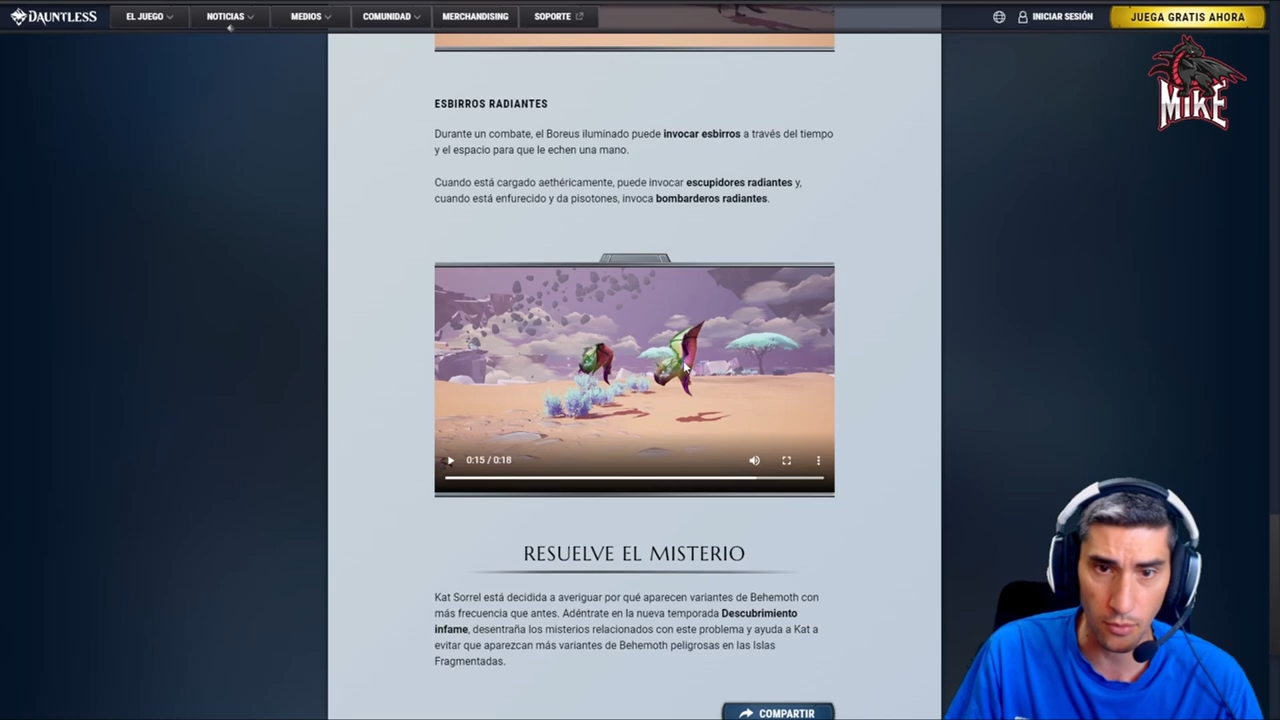 DAUNTLESS
EL JUEGO
NOTICIAS
MEDIOS
COMUNIDAD
MERCHANDISING
SOPORTE
INICIAR SESIÓN
JUEGA GRATIS AHORA
MIKE
ESBIRROS RADIANTES
Durante un combate, el Boreus iluminado puede invocar esbirros a través del tiempo
y el espacio para que le echen una mano.
Cuando está cargado aethéricamente, puede invocar escupidores radiantes y,
cuando está enfurecido y da pisotones, invoca bombarderos radiantes.
0:15 / 0:18
RESUELVE EL MISTERIO
Kat Sorrel está decidida a averiguar por qué aparecen variantes de Behemoth con
más frecuencia que antes. Adéntrate en la nueva temporada Descubrimiento
infame, desentraña los misterios relacionados con este problema y ayuda a Kat a
evitar que aparezcan más variantes de Behemoth peligrosas en las Islas
Fragmentadas.
COMPARTIR